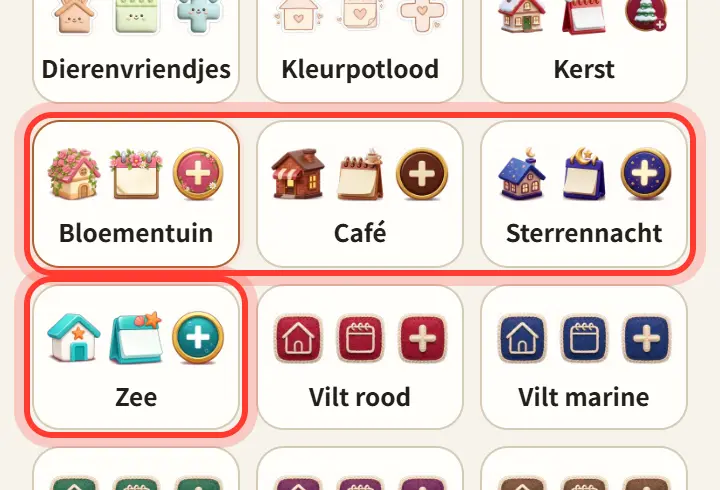 Dierenvriendjes
Kleurpotlood
Kerst
Bloementuin
Café
Sterrennacht
Zee
Vilt rood
Vilt marine